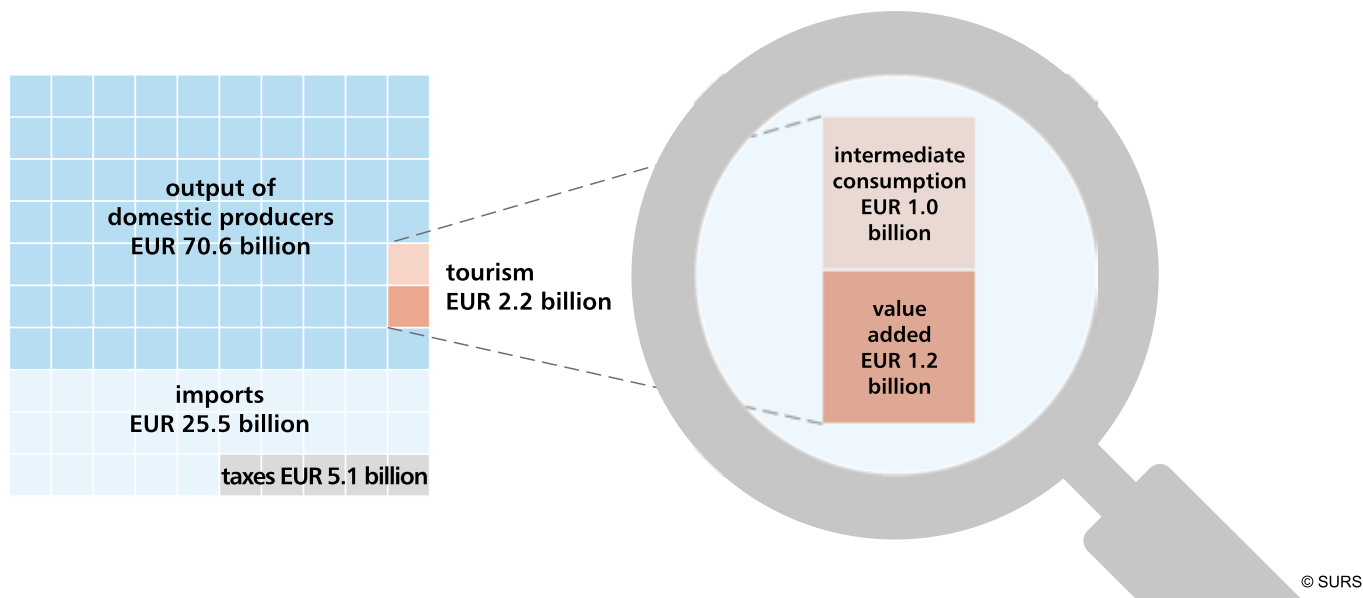 output of
domestic producers
EUR 70.6 billion
tourism
EUR 2.2 billion
imports
EUR 25.5 billion
taxes EUR 5.1 billion
intermediate
consumption
EUR 1.0
billion
value
added
EUR 1.2
billion
© SURS